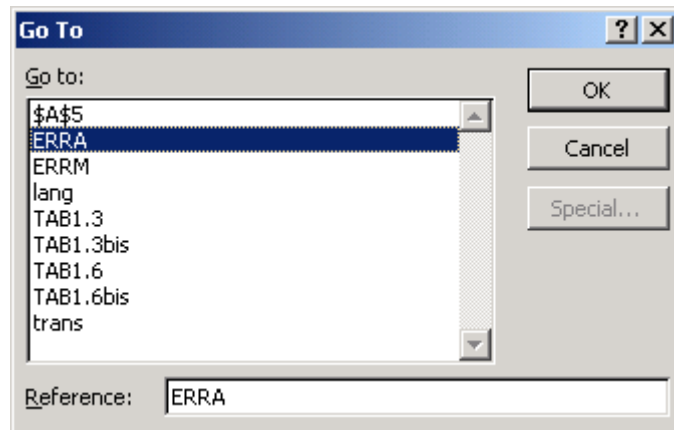 Go To
Go to:
$A$5
ERRA
ERRM
lang
TAB1.3
TAB1.3bis
TAB1.6
TAB1.6bis
trans
OK
Cancel
Special...
Reference: ERRA